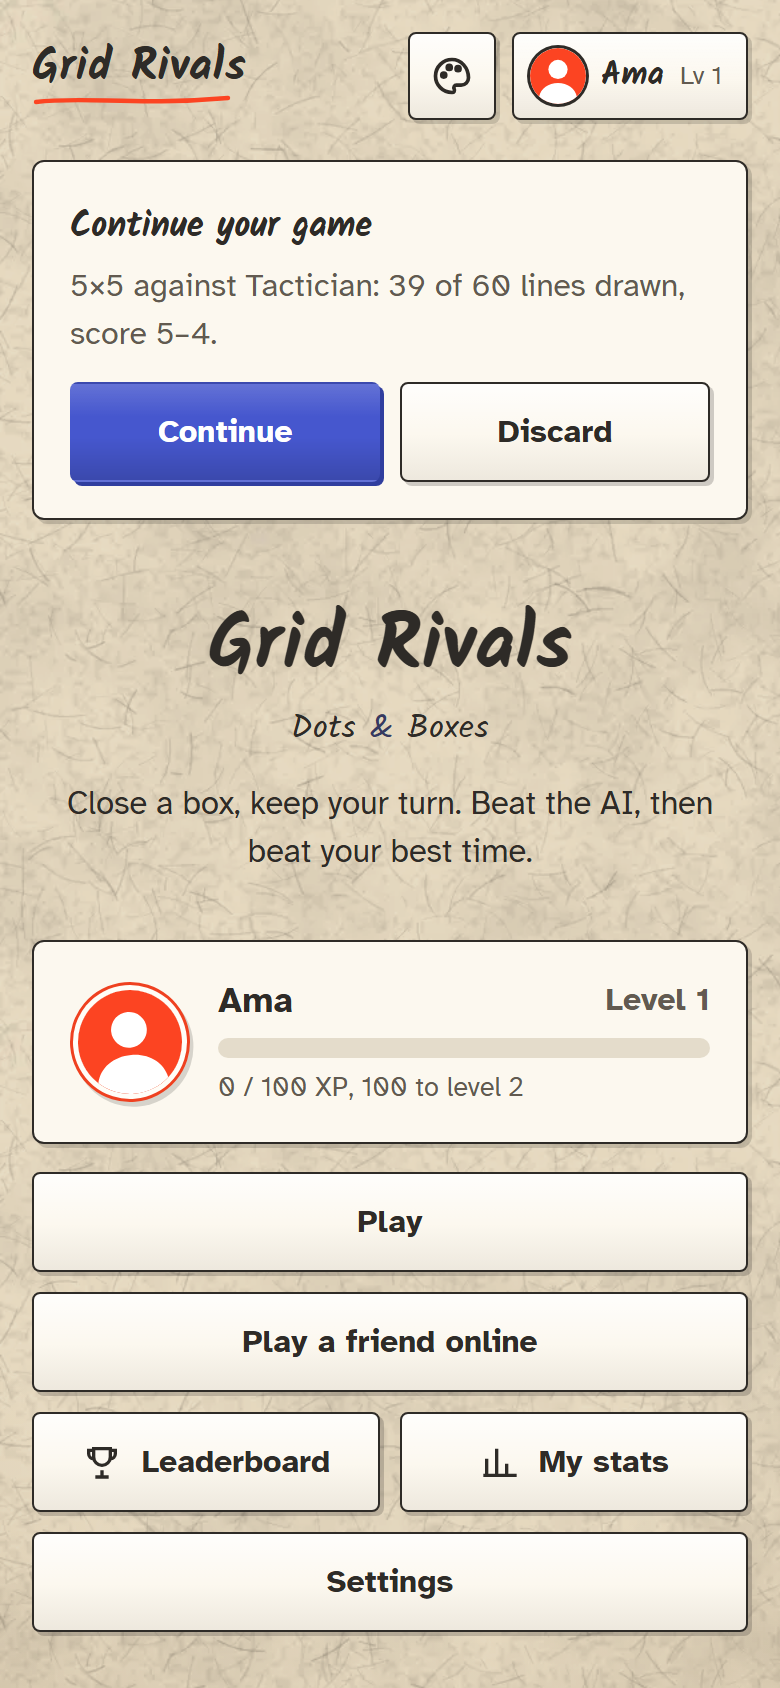 Grid Rivals
Ama Lv 1
Continue your game
5×5 against Tactician: 39 of 60 lines drawn,
score 5–4.
Continue
Discard
Grid Rivals
Dots & Boxes
Close a box, keep your turn. Beat the AI, then
beat your best time.
Ama
Level 1
0 / 100 XP, 100 to level 2
Play
Play a friend online
Leaderboard
My stats
Settings